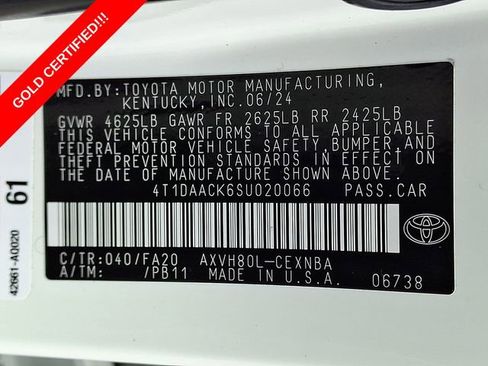 GOLD CERTIFIED!!!
MFD.BY:TOYOTA MOTOR MANUFACTURING,
KENTUCKY,INC.06/24
GVWR 4625LB GAWR FR 2625LB RR 2425LB
THIS VEHICLE CONFORMS TO ALL APPLICABLE
FEDERAL MOTOR VEHICLE SAFETY,BUMPER,AND
THEFT PREVENTION STANDARDS IN EFFECT ON
THE DATE OF MANUFACTURE SHOWN ABOVE.
4T1DAACK6SU020066 PASS.CAR
C/TR:040/FA20 AXVH80L-CEXNBA
A/TM: /PB11 MADE IN U.S.A. 06738
TOYOTA
42661-A0020
61